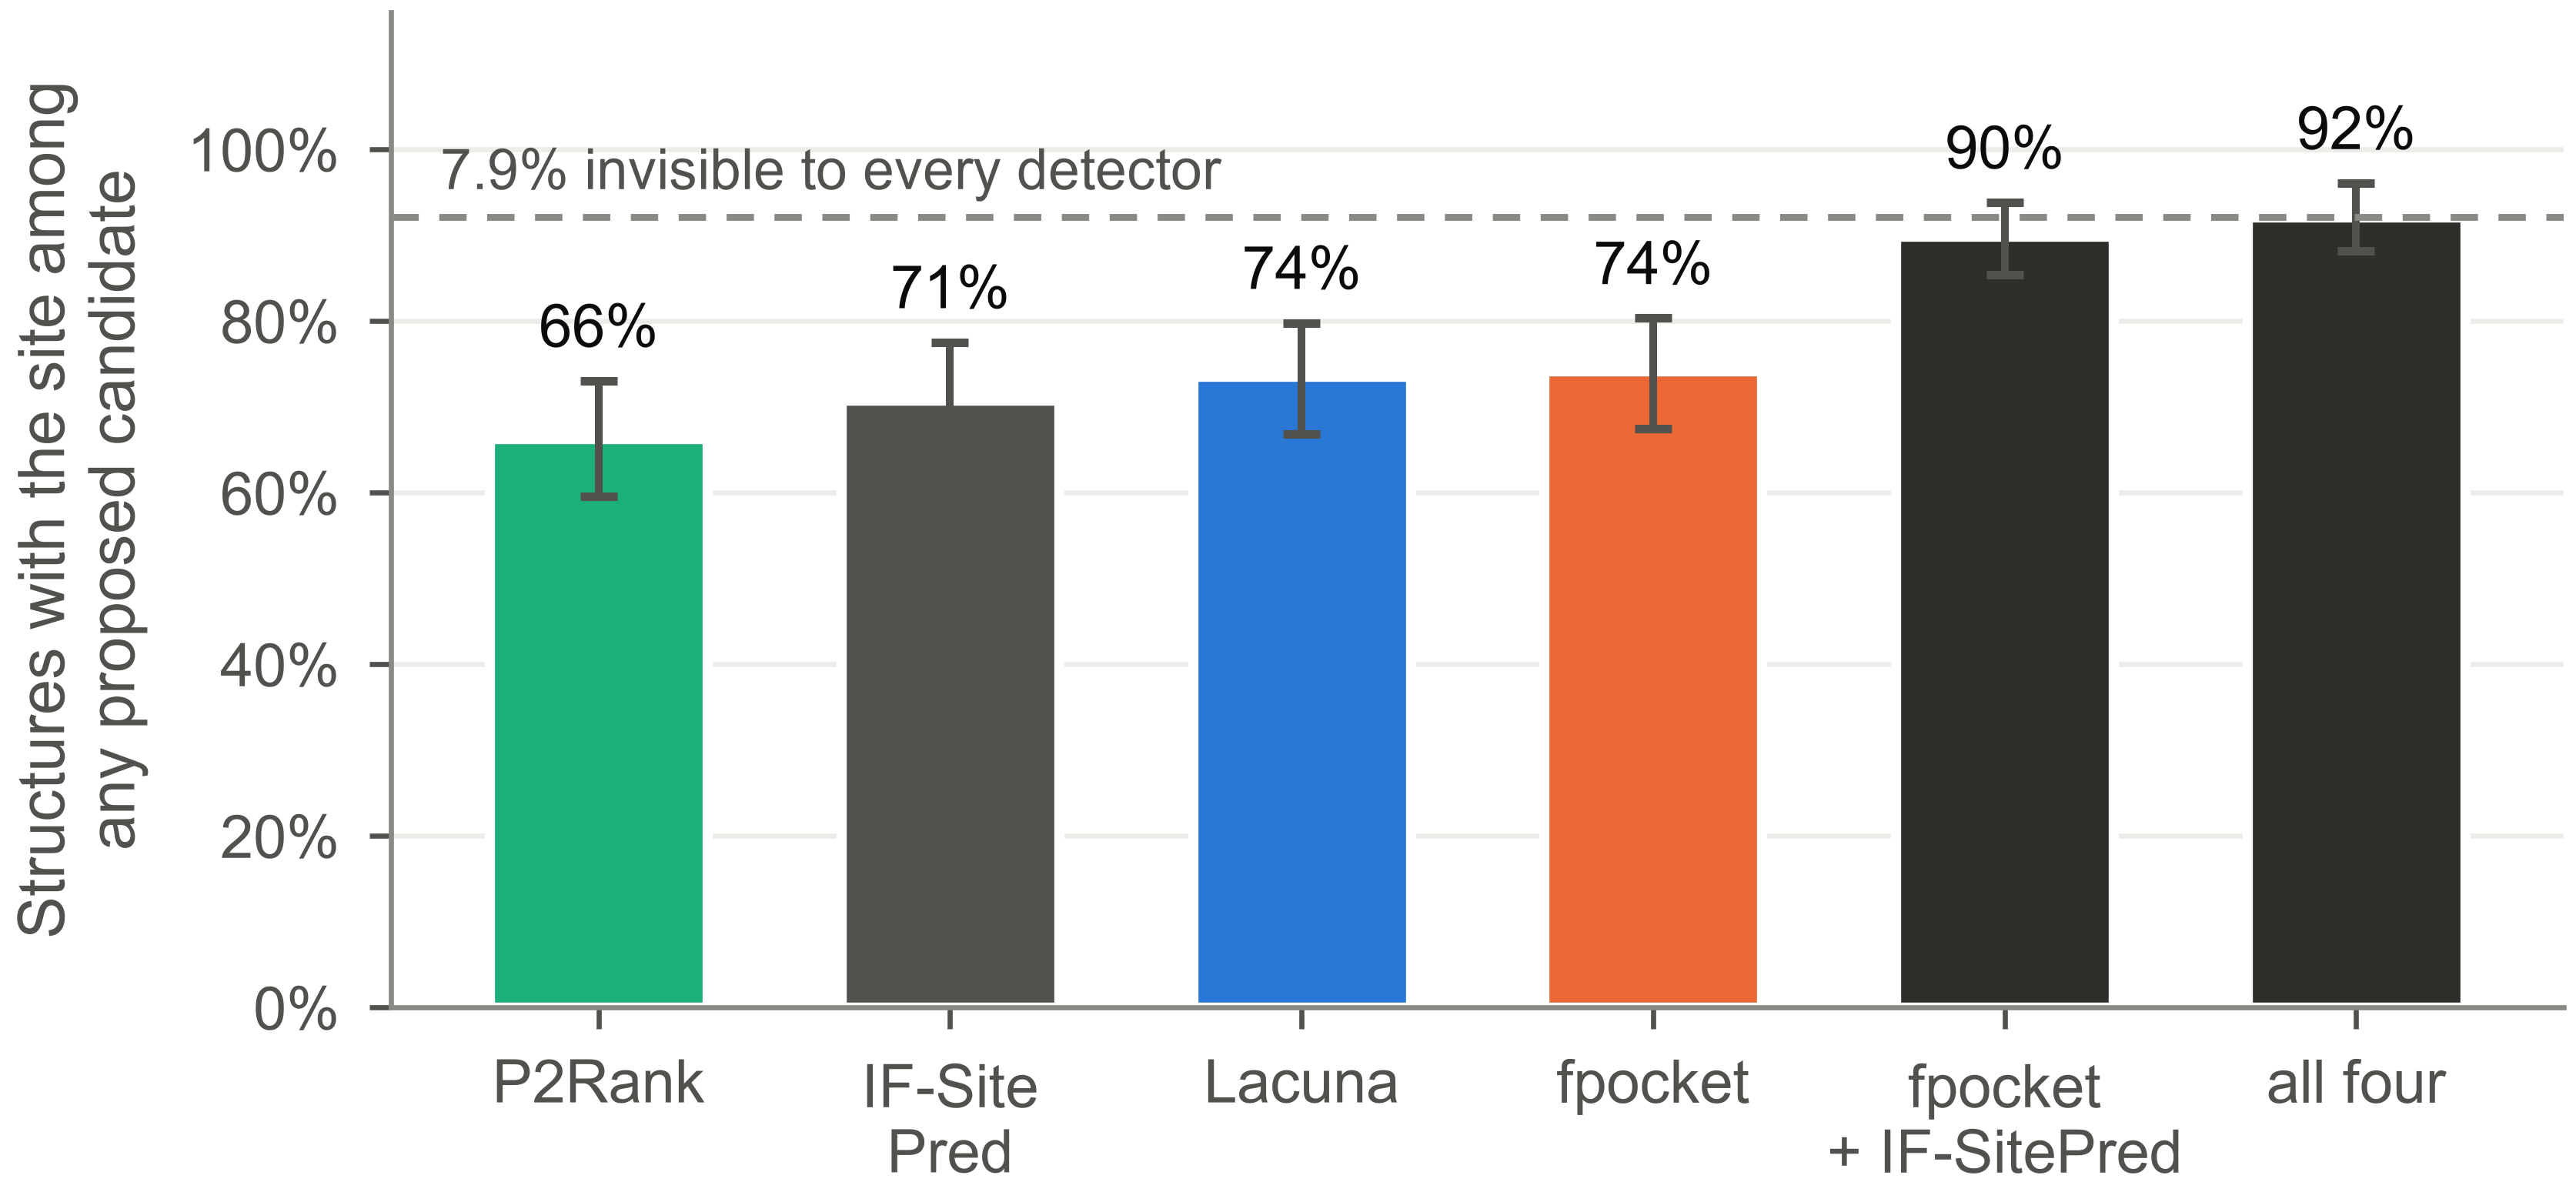 Structures with the site among
any proposed candidate
100%
80%
60%
40%
20%
0%
7.9% invisible to every detector
66%
71%
74%
74%
90%
92%
P2Rank
IF-Site
Pred
Lacuna
fpocket
fpocket
+ IF-SitePred
all four